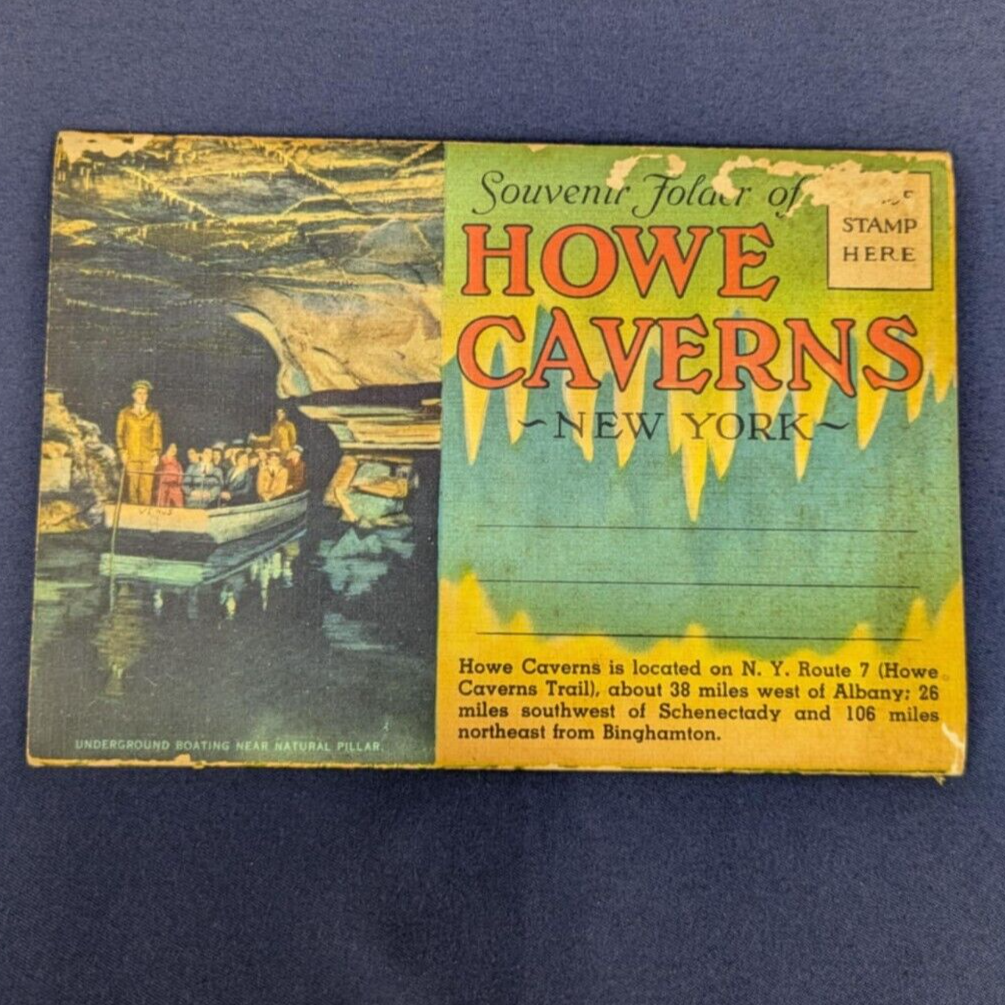 UNDERGROUND BOATING NEAR NATURAL PILLAR.
Souvenir Folder of
HOWE
CAVERNS
~NEW YORK~
STAMP
HERE
Howe Caverns is located on N. Y. Route 7 (Howe
Caverns Trail), about 38 miles west of Albany; 26
miles southwest of Schenectady and 106 miles
northeast from Binghamton.